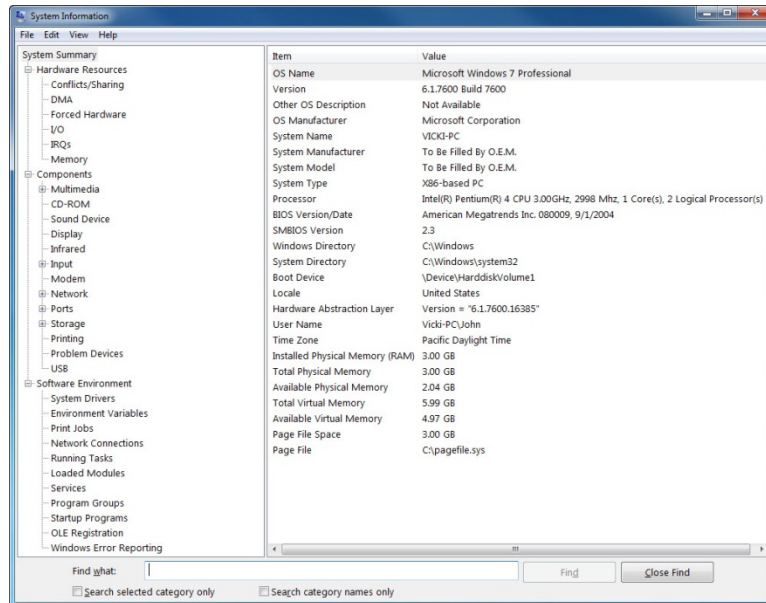 System Information
File Edit View Help
System Summary
Hardware Resources
Conflicts/Sharing
DMA
Forced Hardware
I/O
IRQs
Memory
Components
Multimedia
CD-ROM
Sound Device
Display
Infrared
Input
Modem
Network
Ports
Storage
Printing
Problem Devices
USB
Software Environment
System Drivers
Environment Variables
Print Jobs
Network Connections
Running Tasks
Loaded Modules
Services
Program Groups
Startup Programs
OLE Registration
Windows Error Reporting
Item Value
OS Name Microsoft Windows 7 Professional
Version 6.1.7600 Build 7600
Other OS Description Not Available
OS Manufacturer Microsoft Corporation
System Name VICKI-PC
System Manufacturer To Be Filled By O.E.M.
System Model To Be Filled By O.E.M.
System Type X86-based PC
Processor Intel(R) Pentium(R) 4 CPU 3.00GHz, 2998 Mhz, 1 Core(s), 2 Logical Processor(s)
BIOS Version/Date American Megatrends Inc. 080009, 9/1/2004
SMBIOS Version 2.3
Windows Directory C:\Windows
System Directory C:\Windows\system32
Boot Device \Device\HarddiskVolume1
Locale United States
Hardware Abstraction Layer Version = "6.1.7600.16385"
User Name Vicki-PC\John
Time Zone Pacific Daylight Time
Installed Physical Memory (RAM) 3.00 GB
Total Physical Memory 3.00 GB
Available Physical Memory 2.04 GB
Total Virtual Memory 5.99 GB
Available Virtual Memory 4.97 GB
Page File Space 3.00 GB
Page File C:\pagefile.sys
Find what: Find Close Find
Search selected category only Search category names only